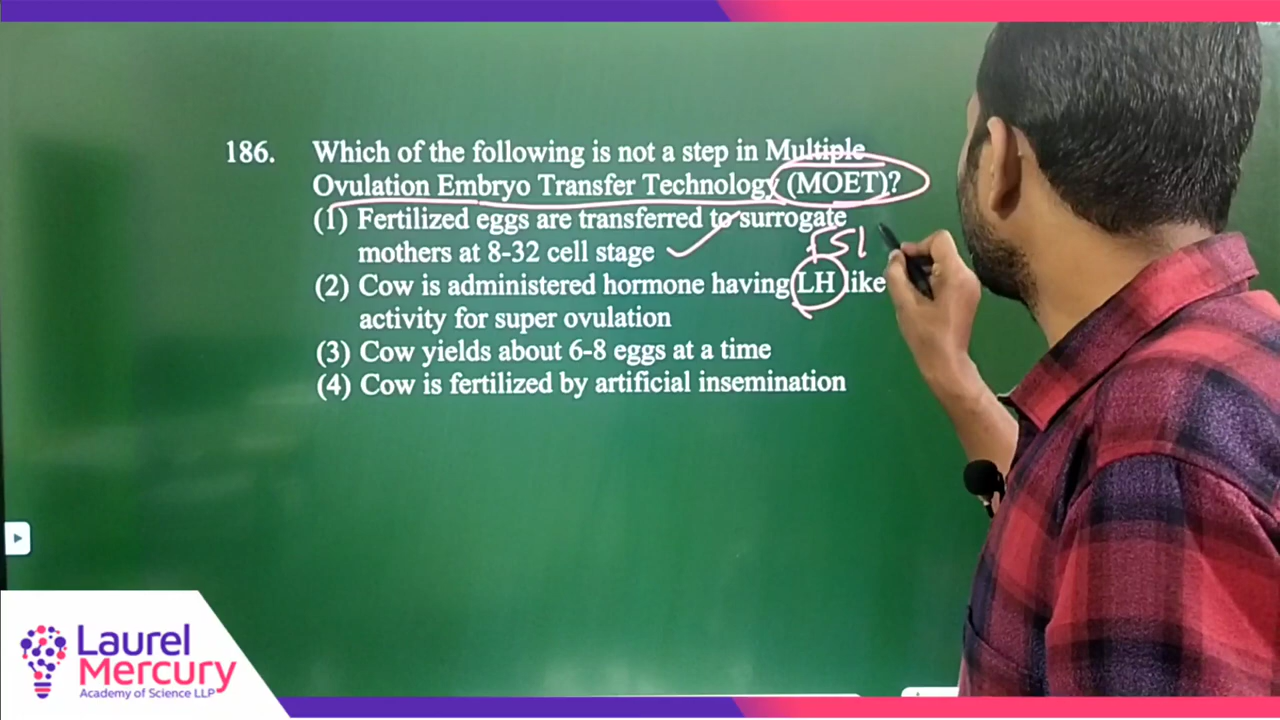 186. Which of the following is not a step in Multiple
Ovulation Embryo Transfer Technology (MOET)?
(1) Fertilized eggs are transferred to surrogate
mothers at 8-32 cell stage
FSH
(2) Cow is administered hormone having LH like
activity for super ovulation
(3) Cow yields about 6-8 eggs at a time
(4) Cow is fertilized by artificial insemination
Laurel
Mercury
Academy of Science LLP